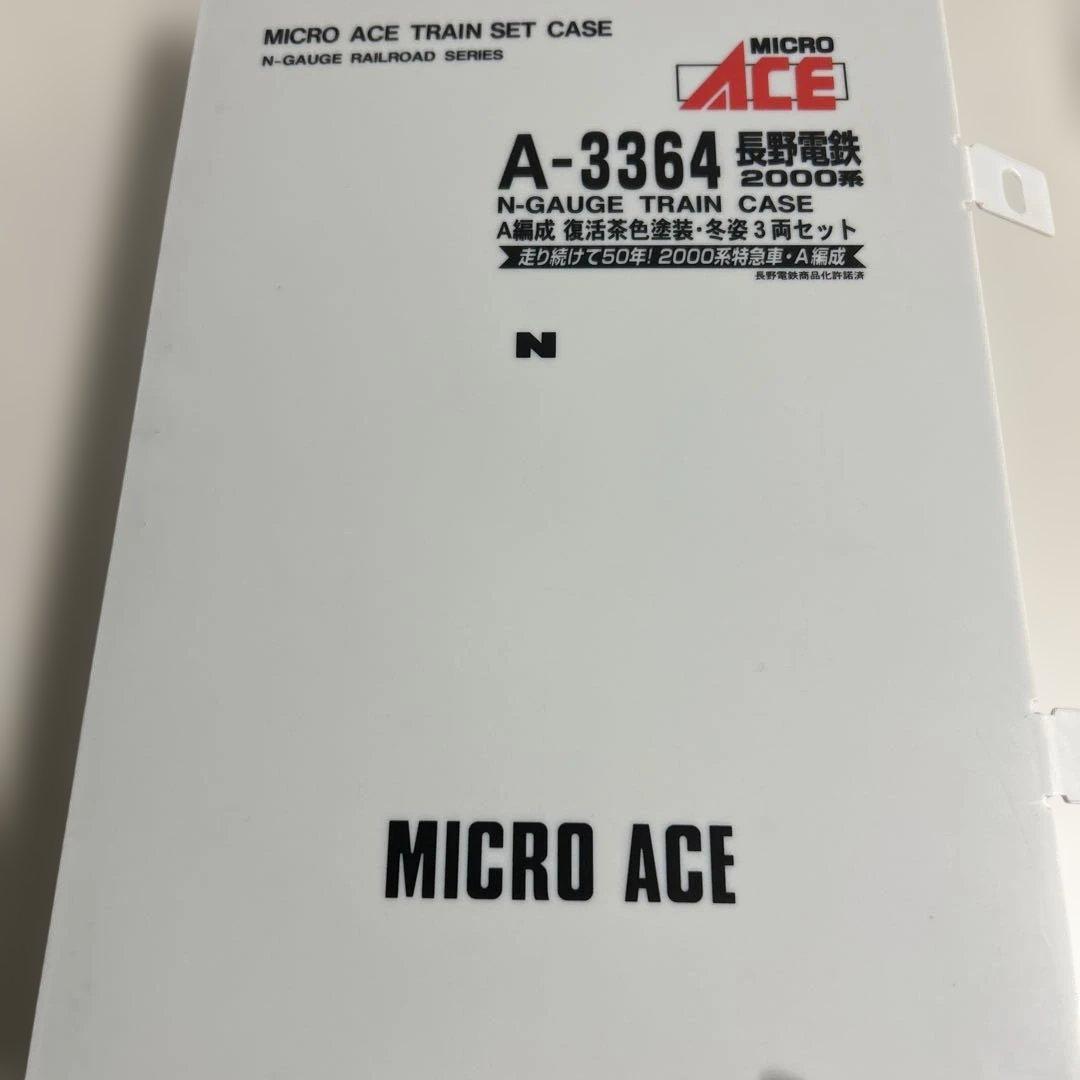 MICRO ACE TRAIN SET CASE
N-GAUGE RAILROAD SERIES
MICRO
ACE
A-3364 長野電鉄
2000系
N-GAUGE TRAIN CASE
A編成 復活茶色塗装・冬姿3両セット
走り続けて50年! 2000系特急車・A編成
長野電鉄商品化許諾済
N
MICRO ACE